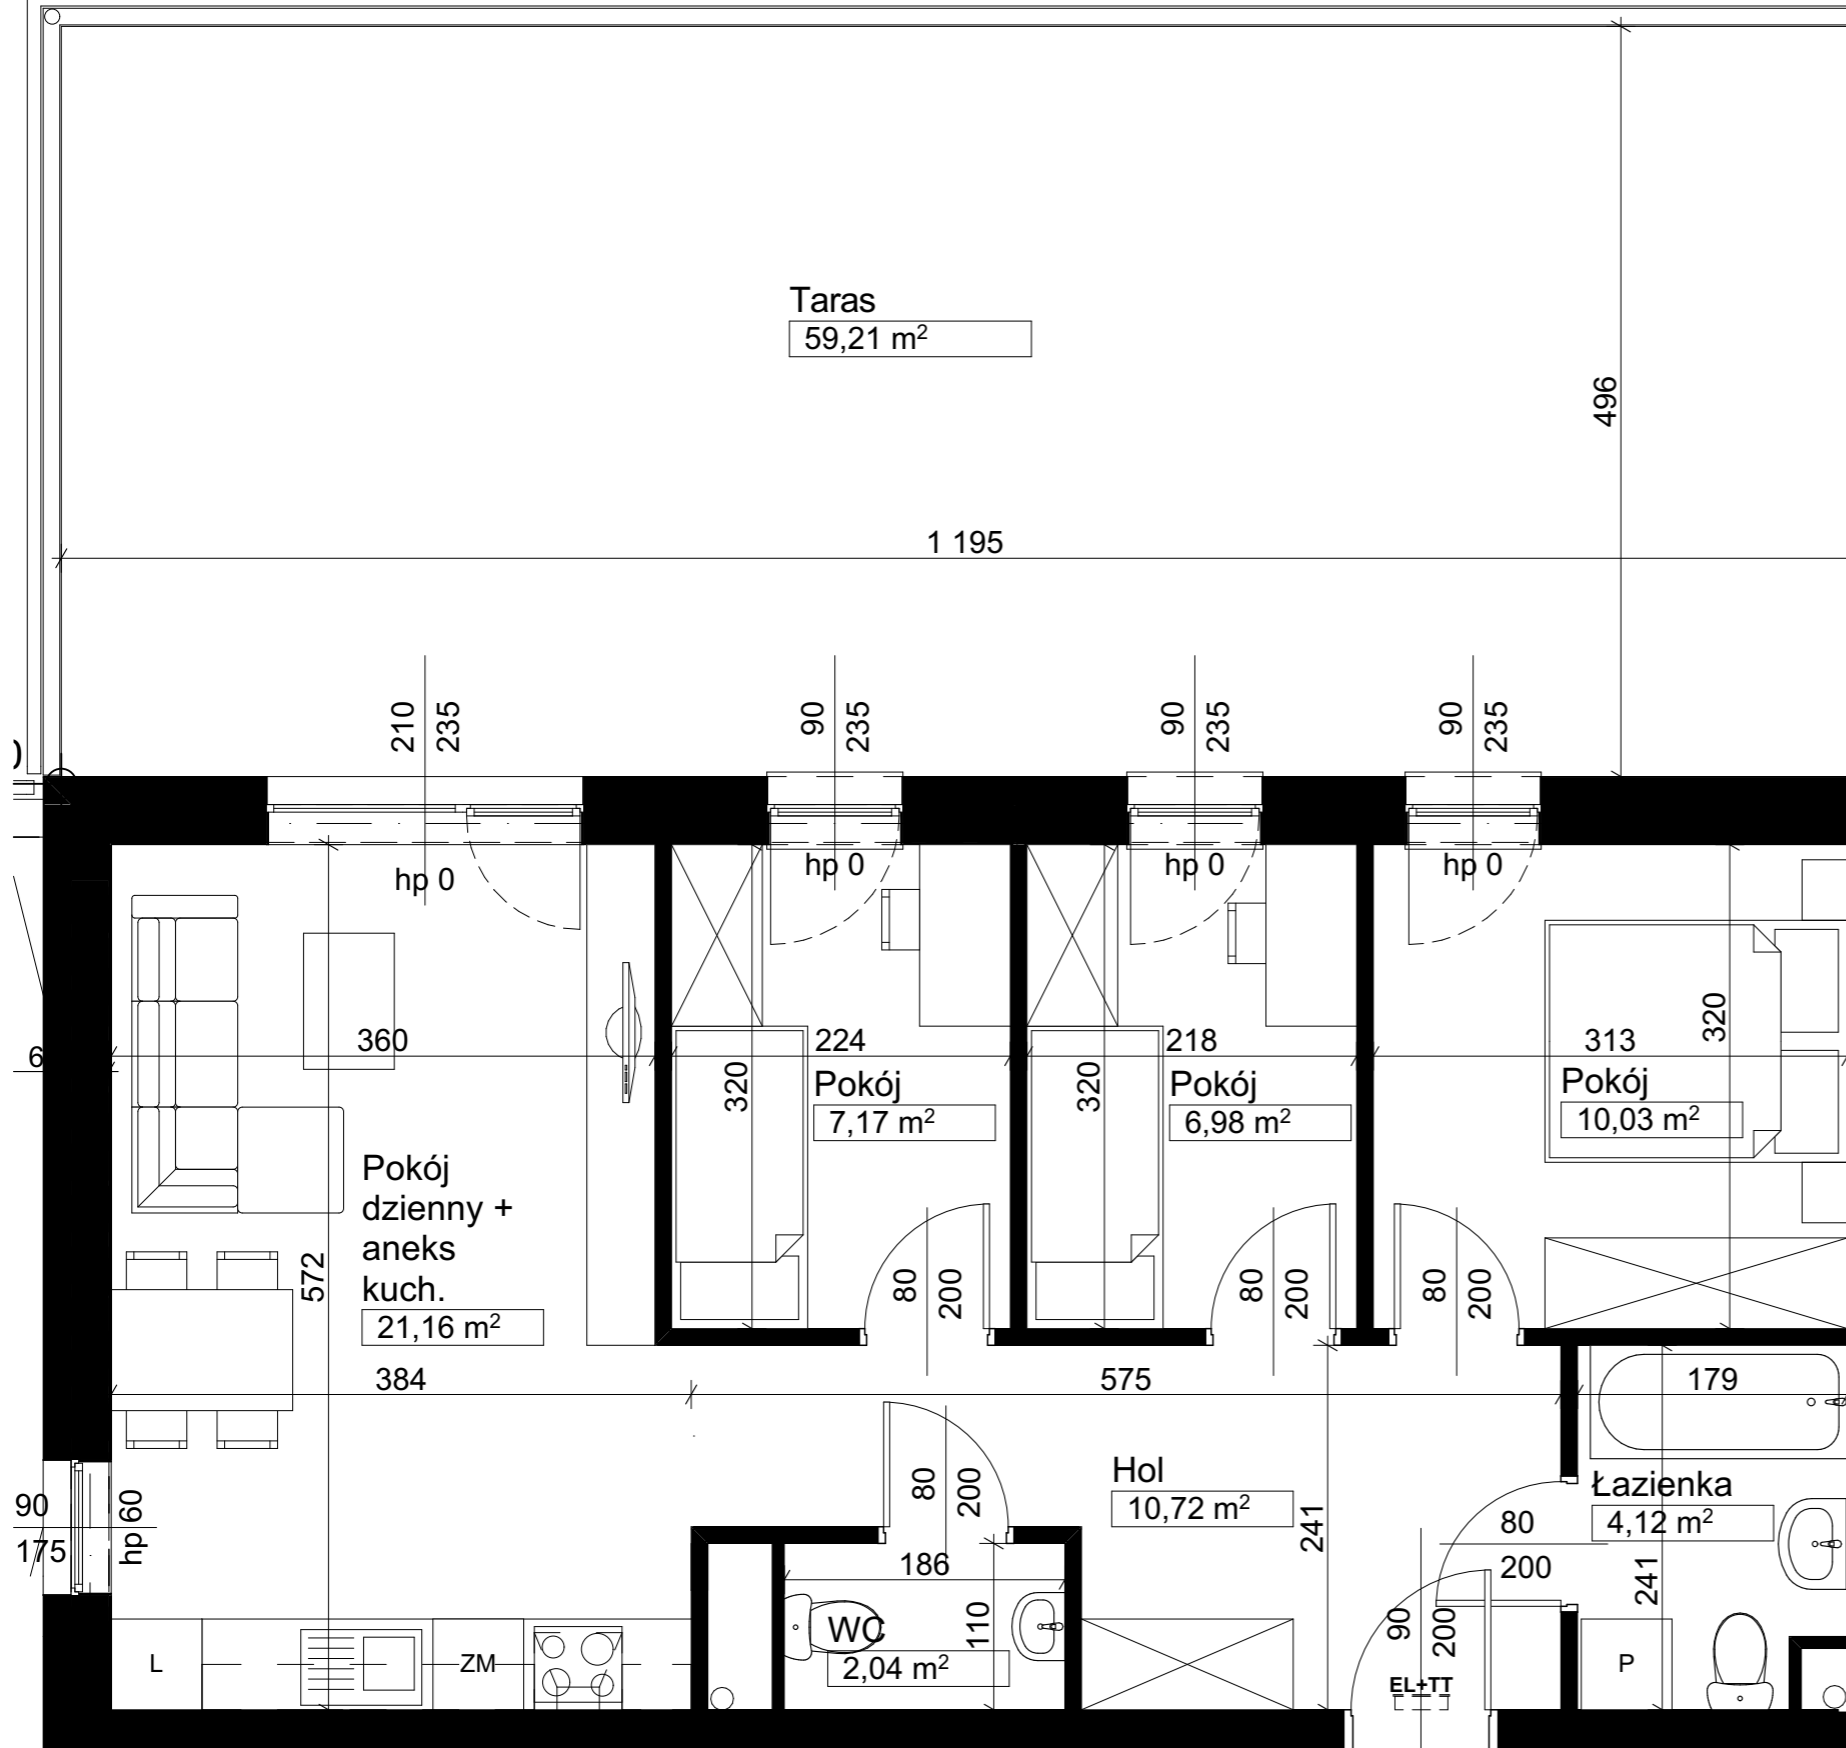 Taras
59,21 m²
496
1 195
210
235
90
235
90
235
90
235
hp 0
hp 0
hp 0
hp 0
360
224
218
313
320
320
320
6
Pokój
7,17 m²
Pokój
6,98 m²
Pokój
10,03 m²
Pokój
dzienny +
aneks
kuch.
21,16 m²
572
80
200
80
200
80
200
384
575
179
80
200
Hol
10,72 m²
241
Łazienka
4,12 m²
80
200
241
90
175
hp 60
186
110
WC
2,04 m²
90
200
EL+TT
L
ZM
P